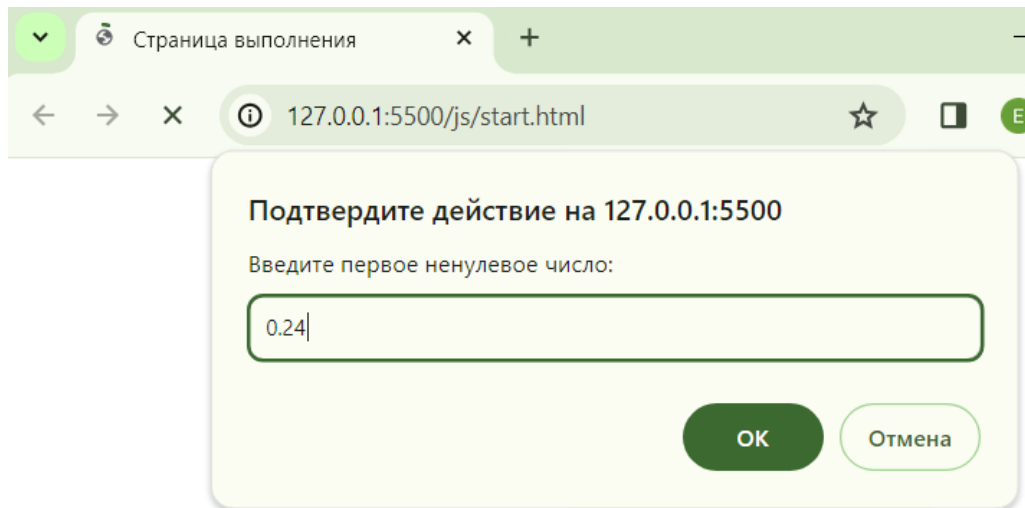 Страница выполнения
127.0.0.1:5500/js/start.html
E
Подтвердите действие на 127.0.0.1:5500
Введите первое ненулевое число:
0.24
ОК Отмена